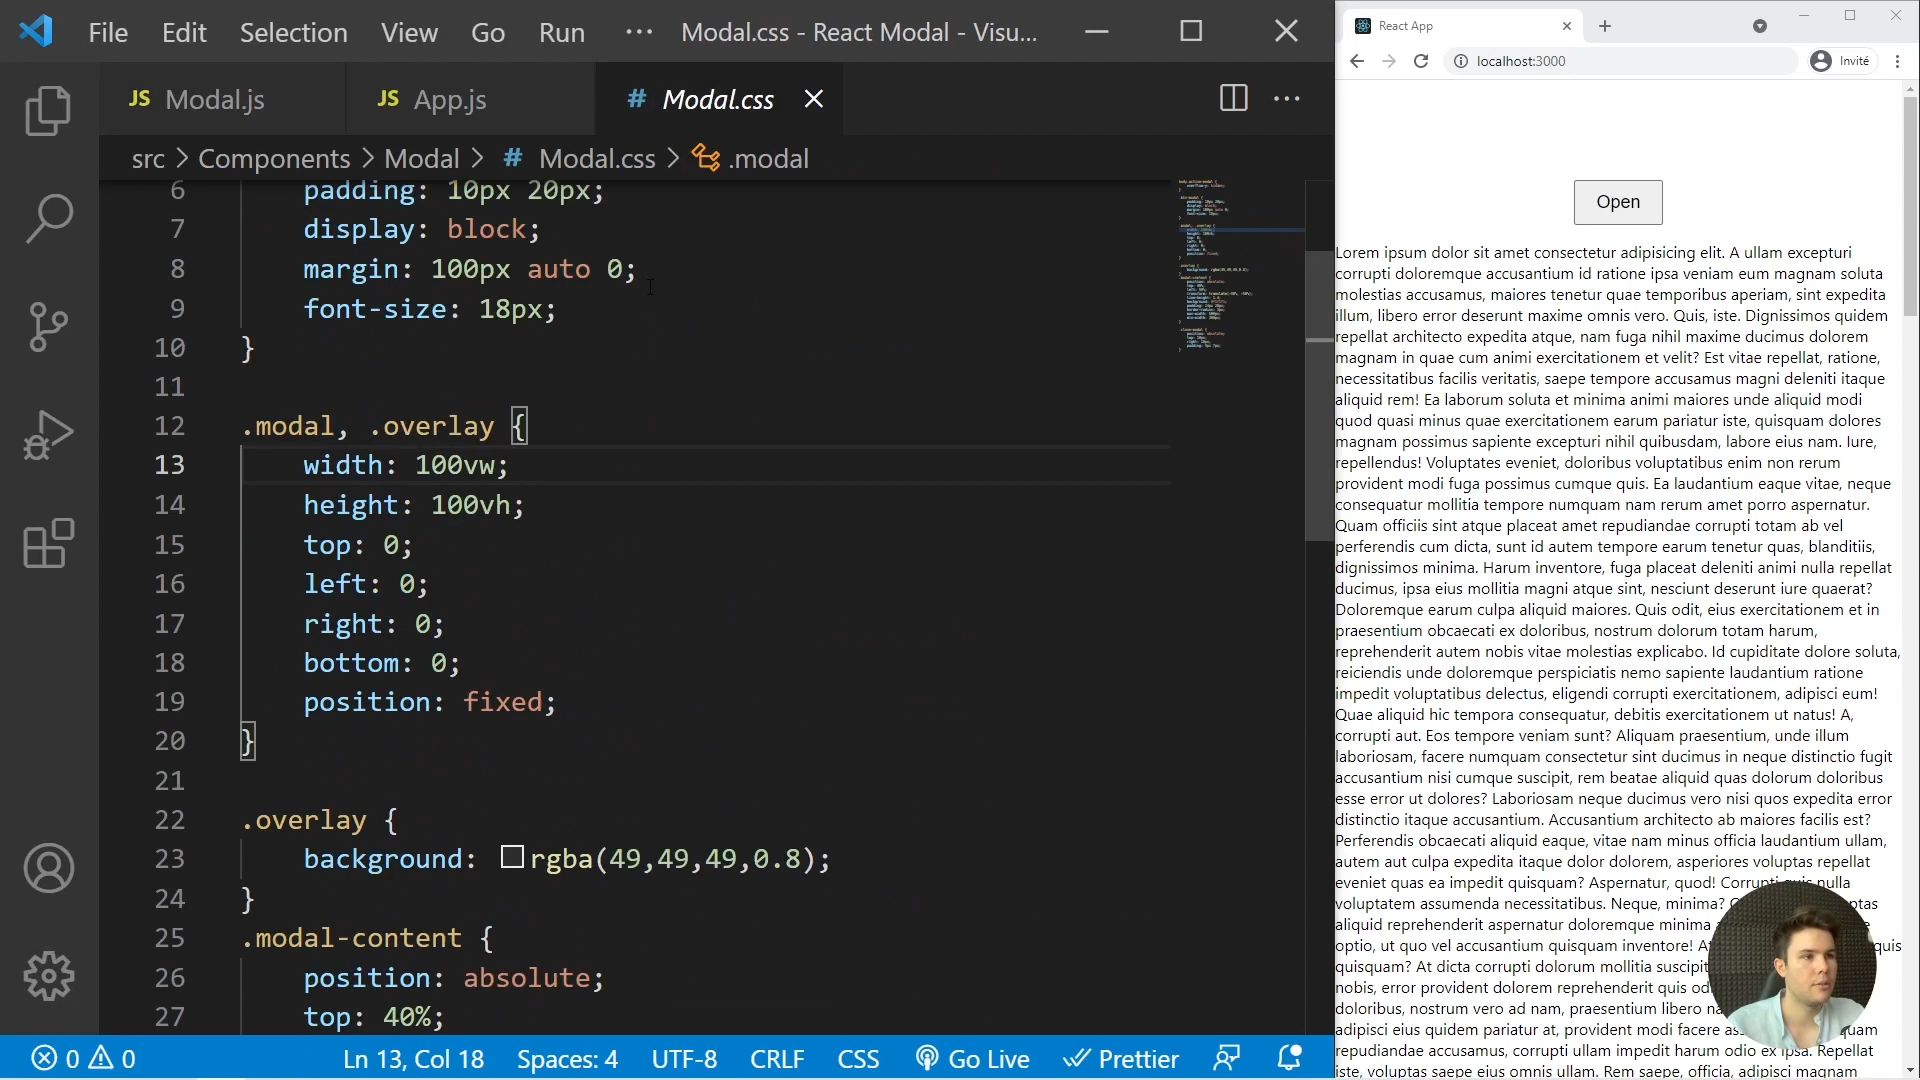 File Edit Selection View Go Run ··· Modal.css - React Modal - Visu...
JS Modal.js JS App.js # Modal.css
src > Components > Modal > # Modal.css > .modal
6 padding: 10px 20px;
7 display: block;
8 margin: 100px auto 0;
9 font-size: 18px;
10 }
11
12 .modal, .overlay {
13 width: 100vw;
14 height: 100vh;
15 top: 0;
16 left: 0;
17 right: 0;
18 bottom: 0;
19 position: fixed;
20 }
21
22 .overlay {
23 background: rgba(49,49,49,0.8);
24 }
25 .modal-content {
26 position: absolute;
27 top: 40%;
0 0 Ln 13, Col 18 Spaces: 4 UTF-8 CRLF CSS Go Live Prettier
React App
localhost:3000 Invité
Open
Lorem ipsum dolor sit amet consectetur adipisicing elit. A ullam excepturi
corrupti doloremque accusantium id ratione ipsa veniam eum magnam soluta
molestias accusamus, maiores tenetur quae temporibus aperiam, sint expedita
illum, libero error deserunt maxime omnis vero. Quis, iste. Dignissimos quidem
repellat architecto expedita atque, nam fuga nihil maxime ducimus dolorem
magnam in quae cum animi exercitationem et velit? Est vitae repellat, ratione,
necessitatibus facilis veritatis, saepe tempore accusamus magni deleniti itaque
aliquid rem! Ea laborum soluta et minima animi maiores unde aliquid modi
quod quasi minus quae exercitationem earum pariatur iste, quisquam dolores
magnam possimus sapiente excepturi nihil quibusdam, labore eius nam. Iure,
repellendus! Voluptates eveniet, doloribus voluptatibus enim non rerum
provident modi fuga possimus cumque quis. Ea laudantium eaque vitae, neque
consequatur mollitia tempore numquam nam rerum amet porro aspernatur.
Quam officiis sint atque placeat amet repudiandae corrupti totam ab vel
perferendis cum dicta, sunt id autem tempore earum tenetur quas, blanditiis,
dignissimos minima. Harum inventore, fuga placeat deleniti animi nulla repellat
ducimus, ipsa eius mollitia magni atque sint, nesciunt deserunt iure quaerat?
Doloremque earum culpa aliquid maiores. Quis odit, eius exercitationem et in
praesentium obcaecati ex doloribus, nostrum dolorum totam harum,
reprehenderit autem nobis vitae molestias explicabo. Id cupiditate dolore soluta,
reiciendis unde doloremque perspiciatis nemo sapiente laudantium ratione
impedit voluptatibus delectus, eligendi corrupti exercitationem, adipisci eum!
Quae aliquid hic tempora consequatur, debitis exercitationem ut natus! A,
corrupti aut. Eos tempore veniam sunt? Aliquam praesentium, unde illum
laboriosam, facere numquam consectetur sint ducimus in neque distinctio fugit
accusantium nisi cumque suscipit, rem beatae aliquid quas dolorum doloribus
esse error ut dolores? Laboriosam neque ducimus vero nisi quos expedita error
distinctio itaque accusantium. Accusantium architecto ab maiores facilis est?
Perferendis obcaecati aliquid eaque, vitae nam minus officia laudantium ullam,
autem aut culpa expedita itaque dolor dolorem, asperiores voluptas repellat
eveniet quas ea impedit quisquam? Aspernatur, quod! Corrupti quis nulla
voluptatem assumenda necessitatibus. Neque, minima?
aliquid reprehenderit aspernatur doloremque minima
optio, ut quo vel accusantium quisquam inventore! quis
quisquam? At dicta corrupti dolorum mollitia suscipit
nobis, error provident dolorem reprehenderit quis
doloribus, nostrum vero ad nam, praesentium libero
adipisci eius quidem pariatur at, provident modi facere
repudiandae accusamus, corrupti ullam impedit harum odio ex ipsa. Repellat
iste, voluptas saepe eius omnis ullam. Rem saepe, officia, adipisci magnam